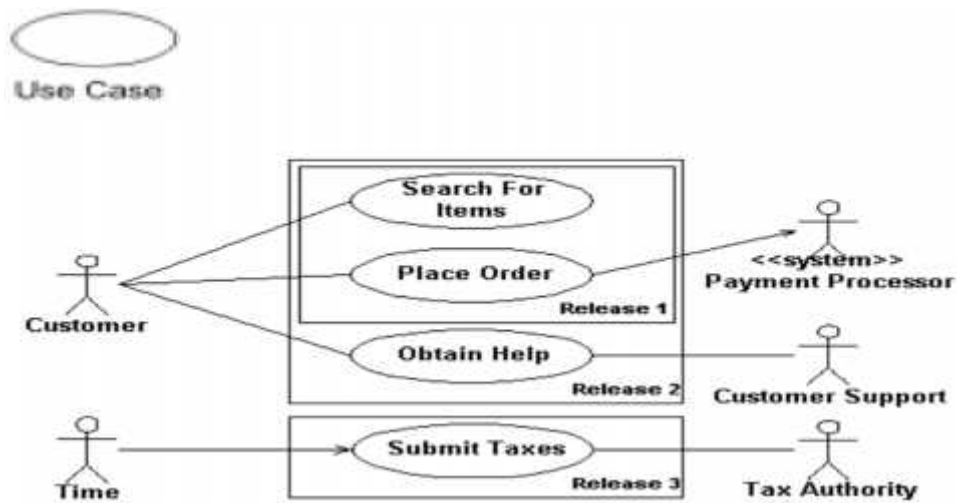 Use Case
Search For
Items
Place Order
<<system>>
Payment Processor
Release 1
Customer
Obtain Help
Release 2
Customer Support
Submit Taxes
Release 3
Time
Tax Authority